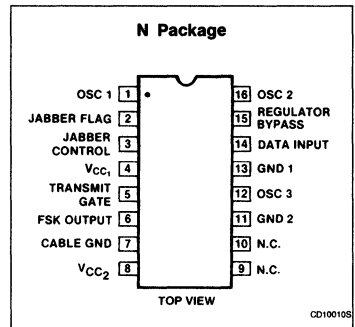 N Package
OSC 1 1
JABBER FLAG 2
JABBER
CONTROL 3
VCC1 4
TRANSMIT
GATE 5
FSK OUTPUT 6
CABLE GND 7
VCC2 8
16 OSC 2
15 REGULATOR
BYPASS
14 DATA INPUT
13 GND 1
12 OSC 3
11 GND 2
10 N.C.
9 N.C.
TOP VIEW
CD10010S